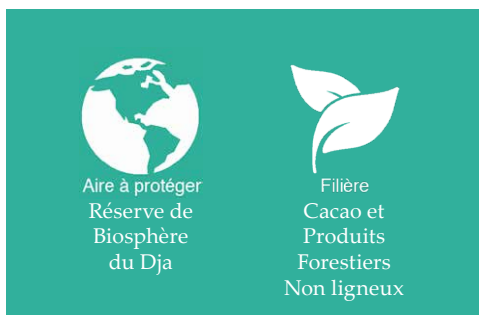 Aire à protéger
Réserve de
Biosphère
du Dja
Filière
Cacao et
Produits
Forestiers
Non ligneux